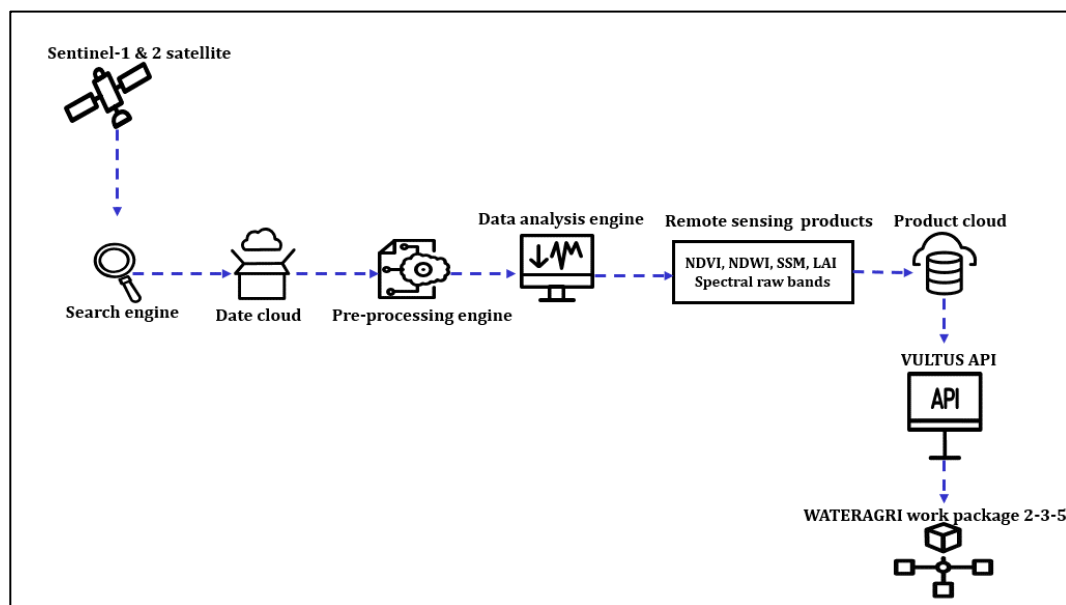 Sentinel-1 & 2 satellite
Search engine
Date cloud
Pre-processing engine
Data analysis engine
Remote sensing products
NDVI, NDWI, SSM, LAI
Spectral raw bands
Product cloud
VULTUS API
API
WATERAGRI work package 2-3-5